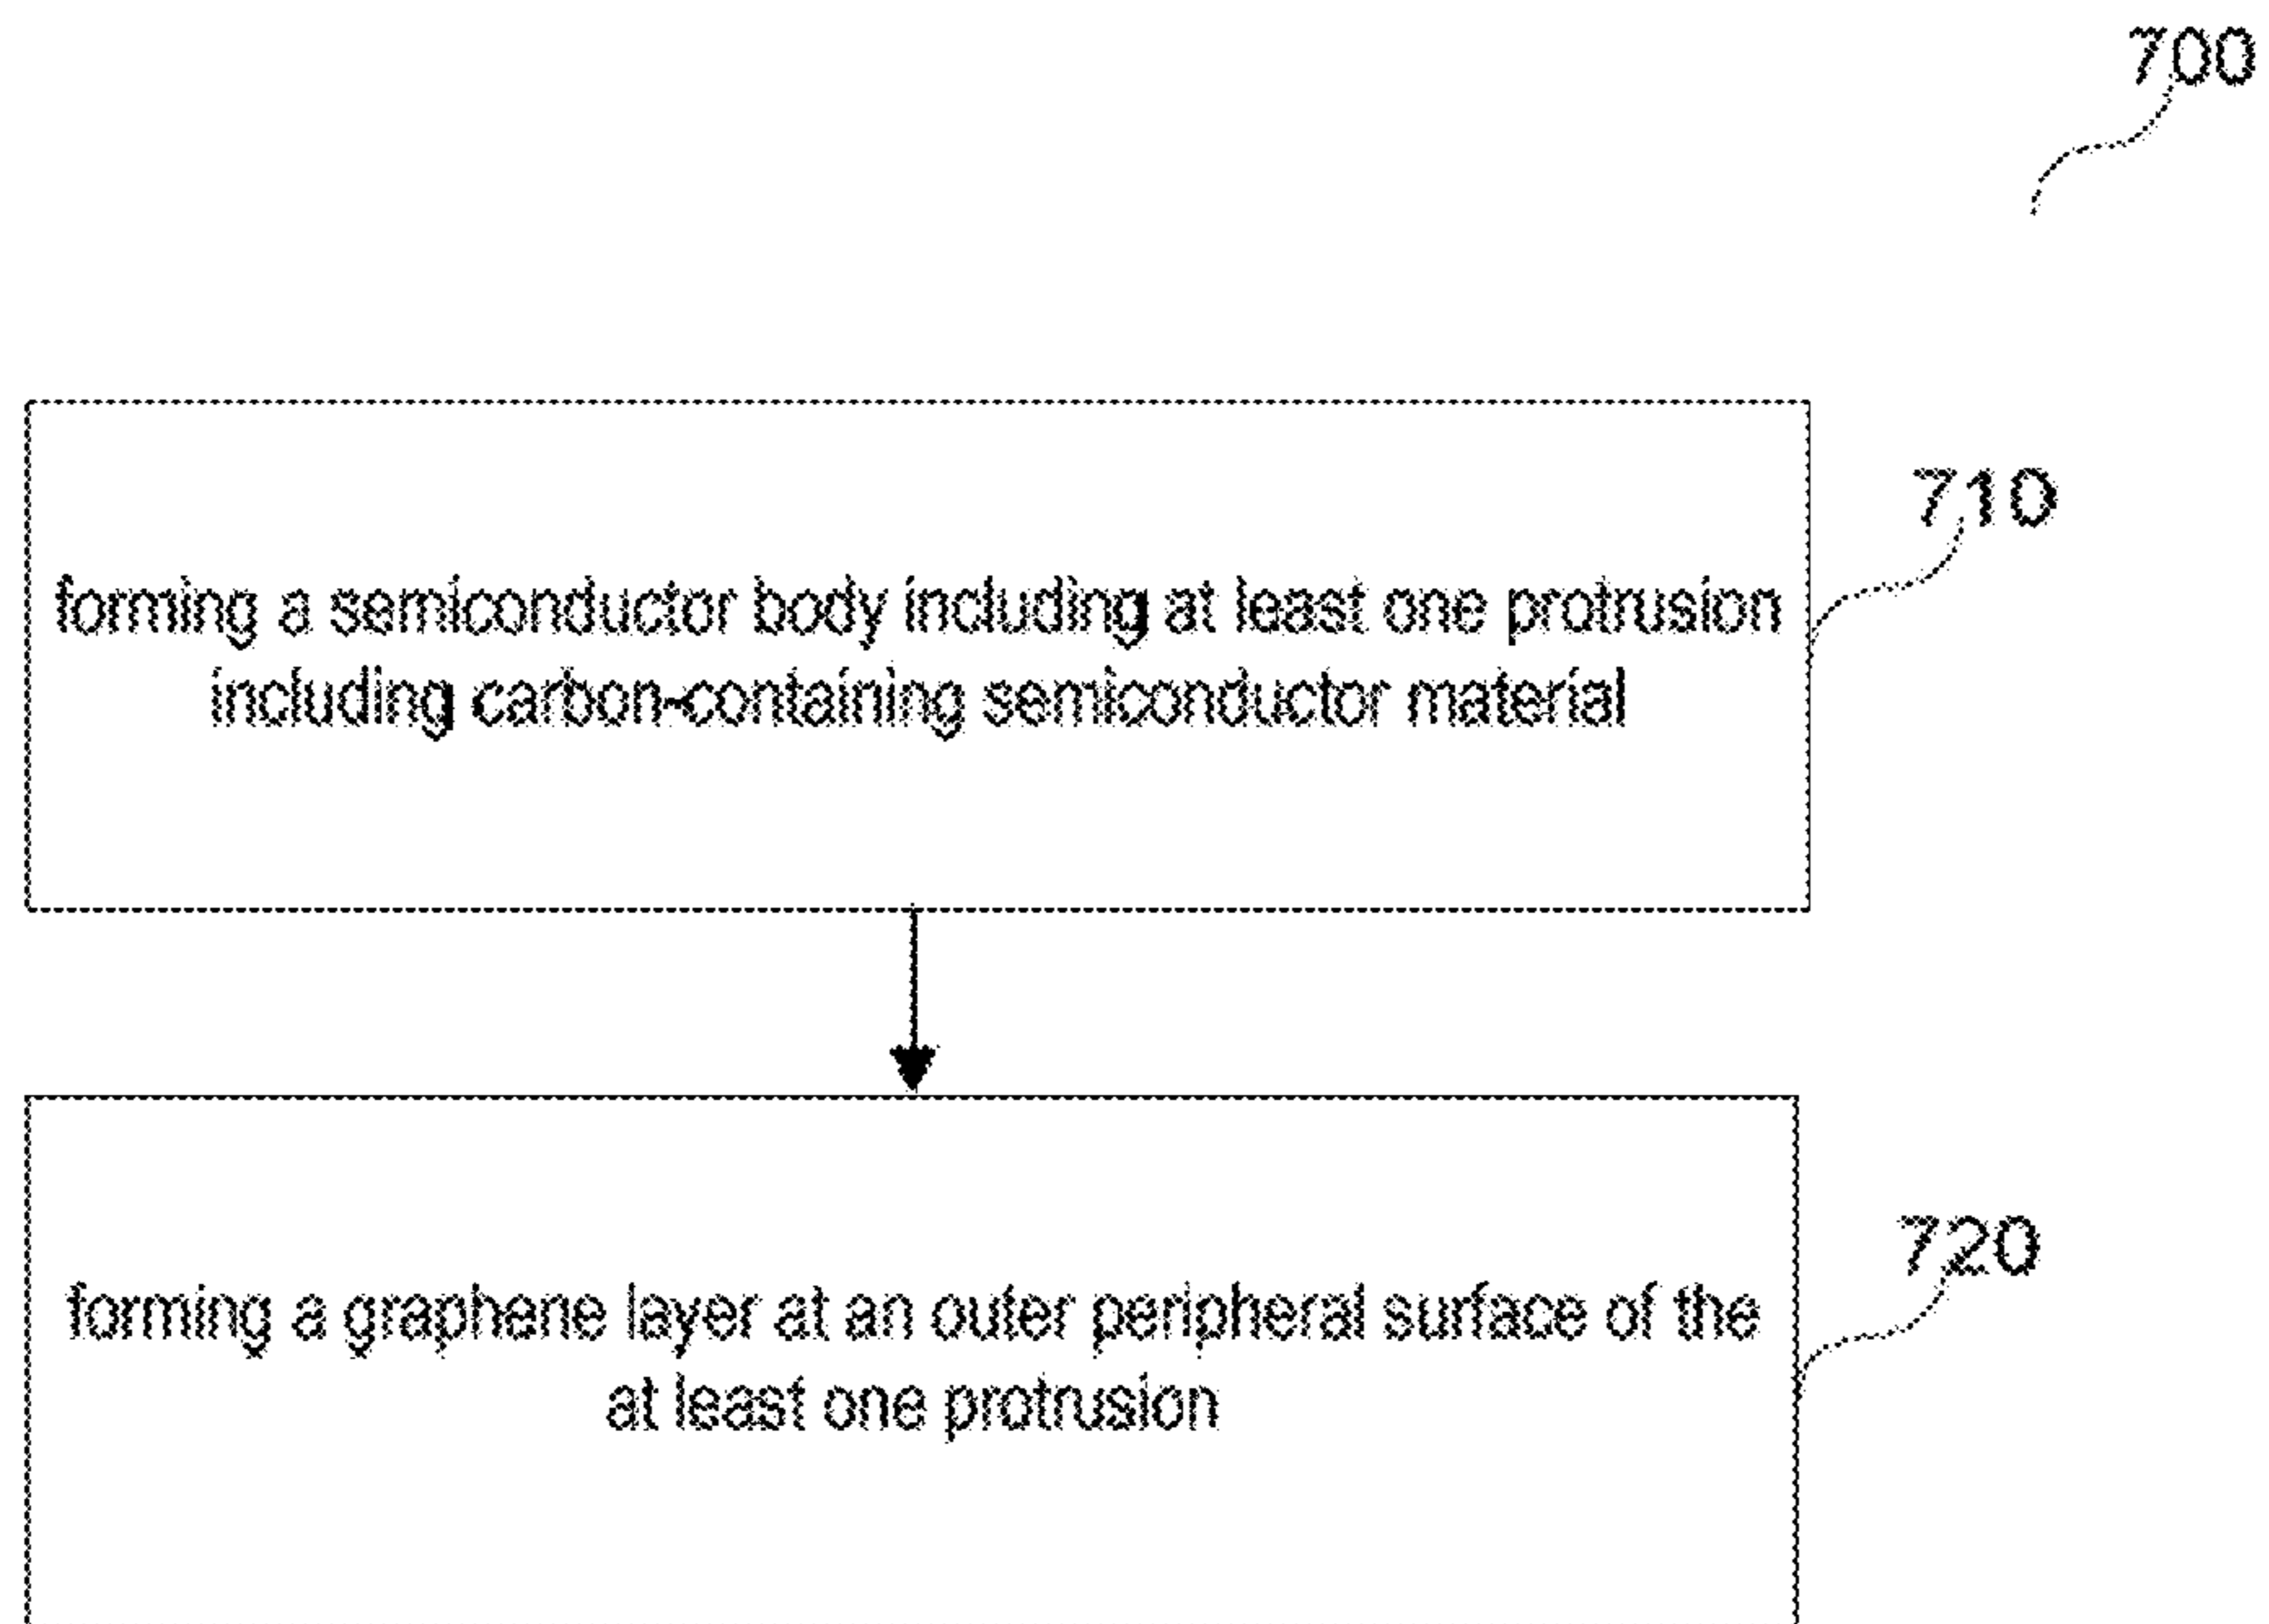 700
710
forming a semiconductor body including at least one protrusion
including carbon-containing semiconductor material
720
forming a graphene layer at an outer peripheral surface of the
at least one protrusion